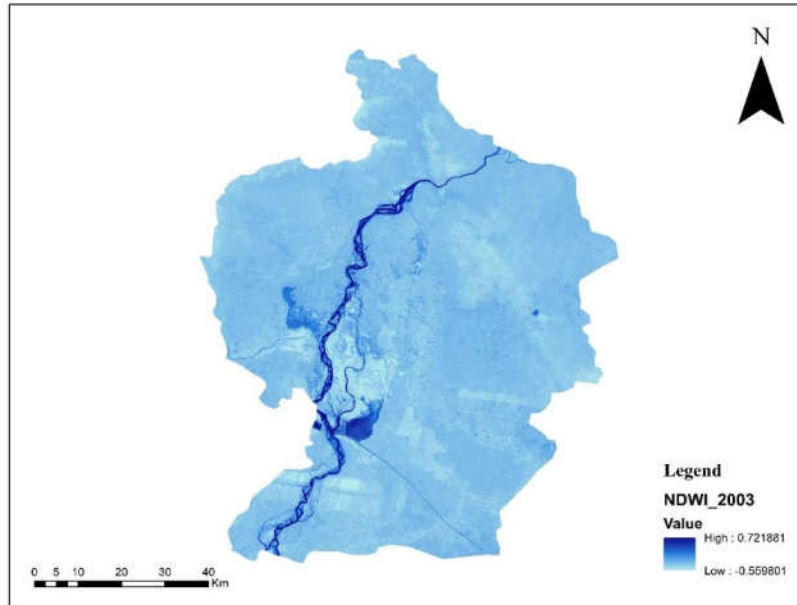 N
Legend
NDWI_2003
Value
High : 0.721881
Low : -0.559801
0 5 10 20 30 40
Km